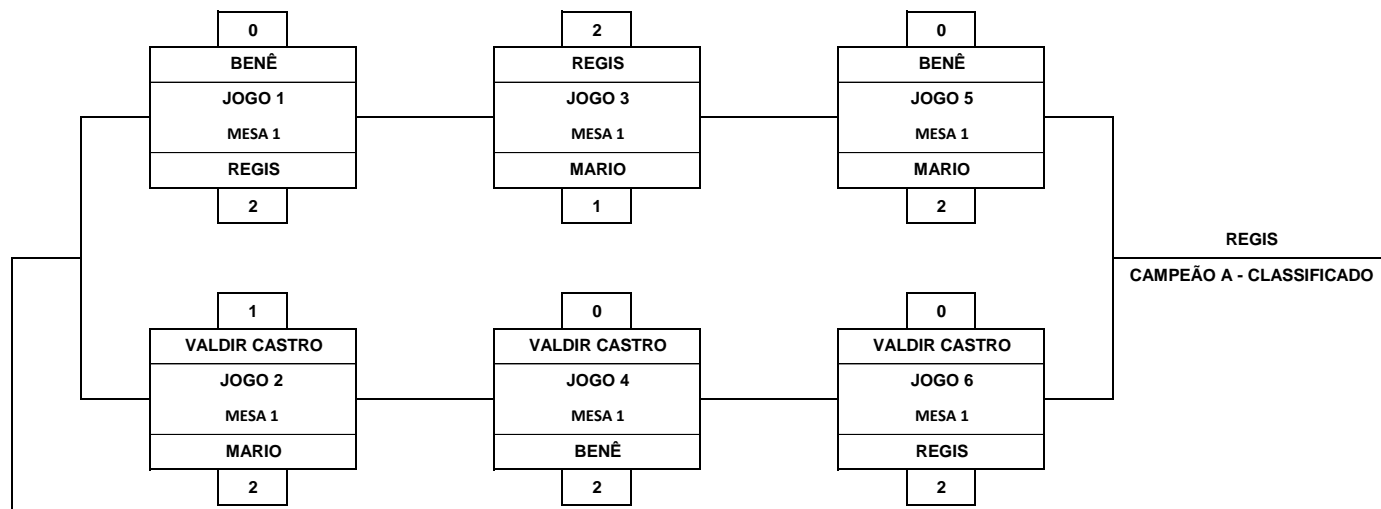 0
BENÊ
JOGO 1
MESA 1
REGIS
2
2
REGIS
JOGO 3
MESA 1
MARIO
1
0
BENÊ
JOGO 5
MESA 1
MARIO
2
1
VALDIR CASTRO
JOGO 2
MESA 1
MARIO
2
0
VALDIR CASTRO
JOGO 4
MESA 1
BENÊ
2
0
VALDIR CASTRO
JOGO 6
MESA 1
REGIS
2
REGIS
CAMPEÃO A - CLASSIFICADO